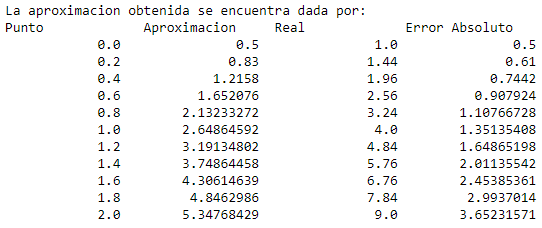 La aproximacion obtenida se encuentra dada por:
Punto Aproximacion Real Error Absoluto
0.0 0.5 1.0 0.5
0.2 0.83 1.44 0.61
0.4 1.2158 1.96 0.7442
0.6 1.652076 2.56 0.907924
0.8 2.13233272 3.24 1.10766728
1.0 2.64864592 4.0 1.35135408
1.2 3.19134802 4.84 1.64865198
1.4 3.74864458 5.76 2.01135542
1.6 4.30614639 6.76 2.45385361
1.8 4.8462986 7.84 2.9937014
2.0 5.34768429 9.0 3.65231571